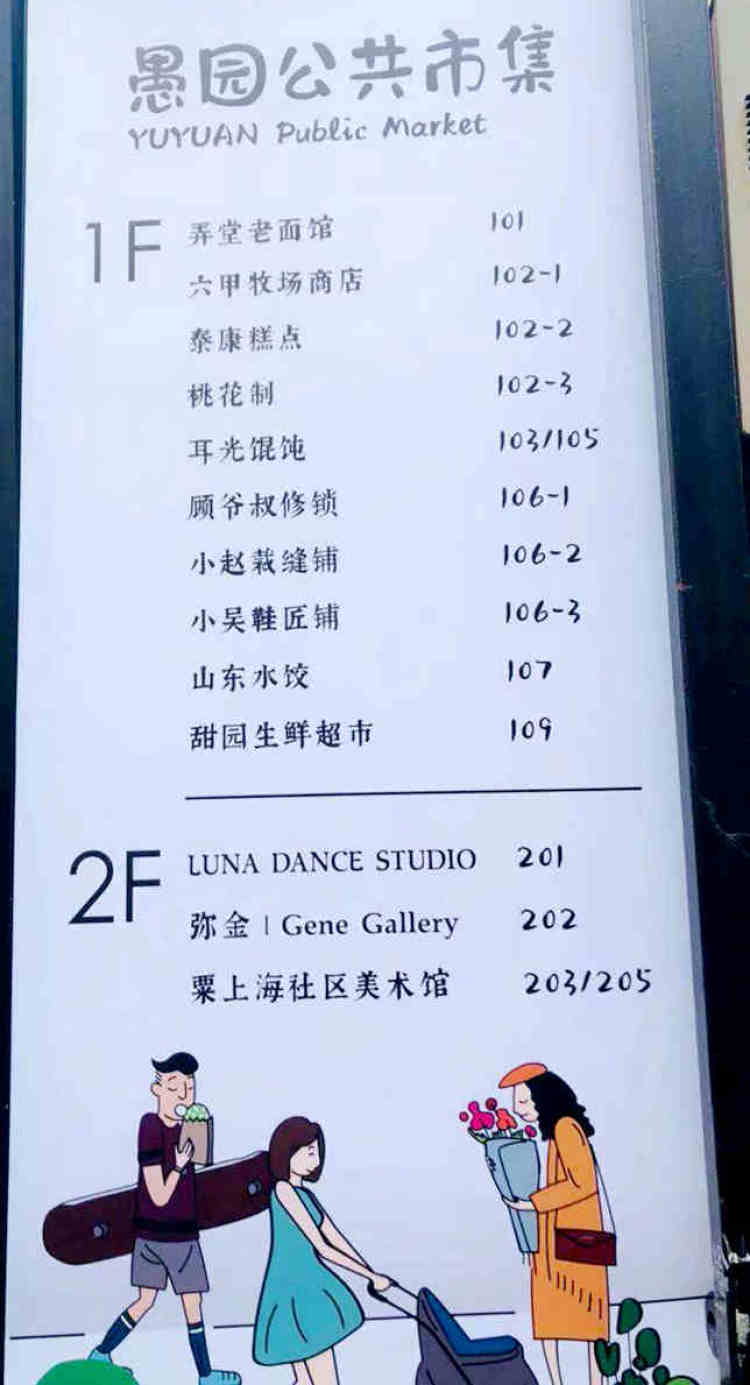 愚园公共市集
YUYUAN Public Market
1F 弄堂老面馆 101
六甲牧场商店 102-1
泰康糕点 102-2
桃花制 102-3
耳光馄饨 103/105
顾爷叔修锁 106-1
小赵裁缝铺 106-2
小吴鞋匠铺 106-3
山东水饺 107
甜园生鲜超市 109
2F LUNA DANCE STUDIO 201
弥金 | Gene Gallery 202
粟上海社区美术馆 203/205